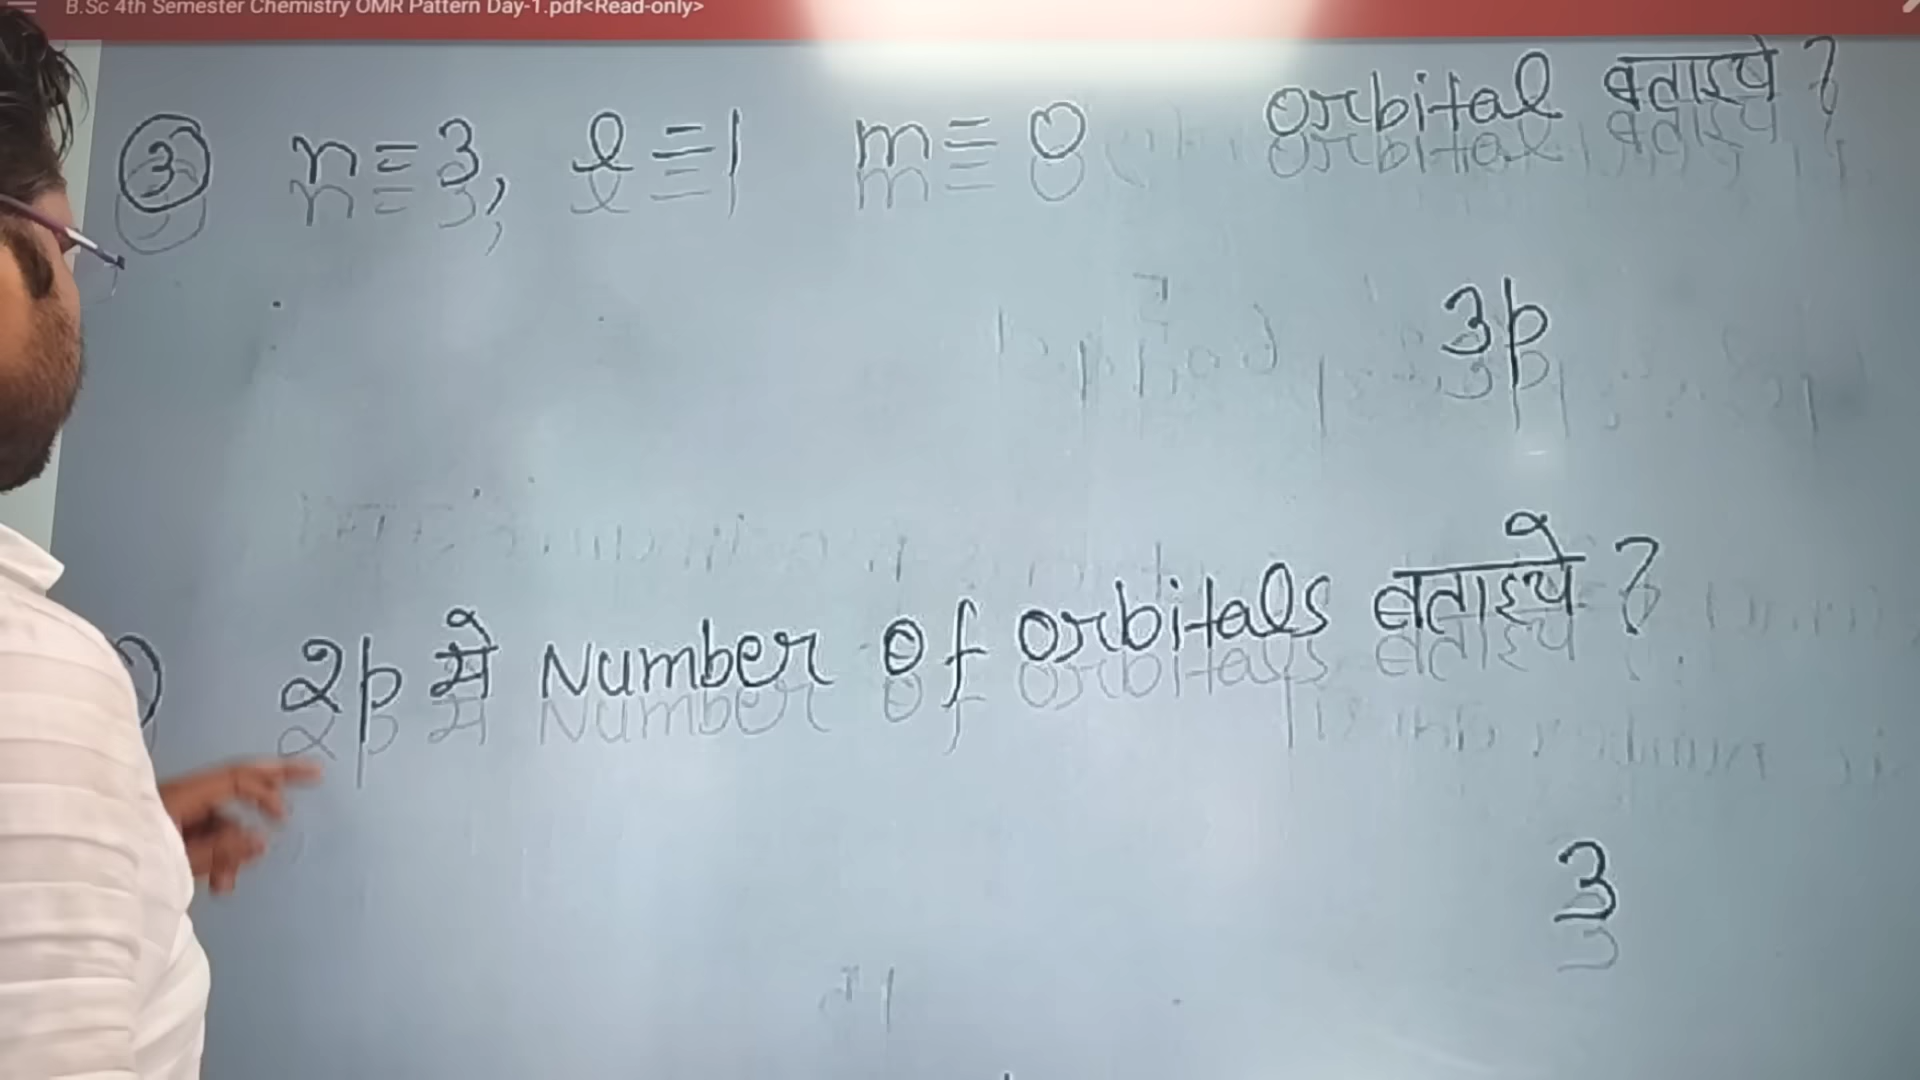 B.Sc 4th Semester Chemistry OMR Pattern Day-1.pdf<Read-only>
③ n=3, l=1 m=0 orbital बताइये?
3p
2p मे Number of orbitals बताइये?
3